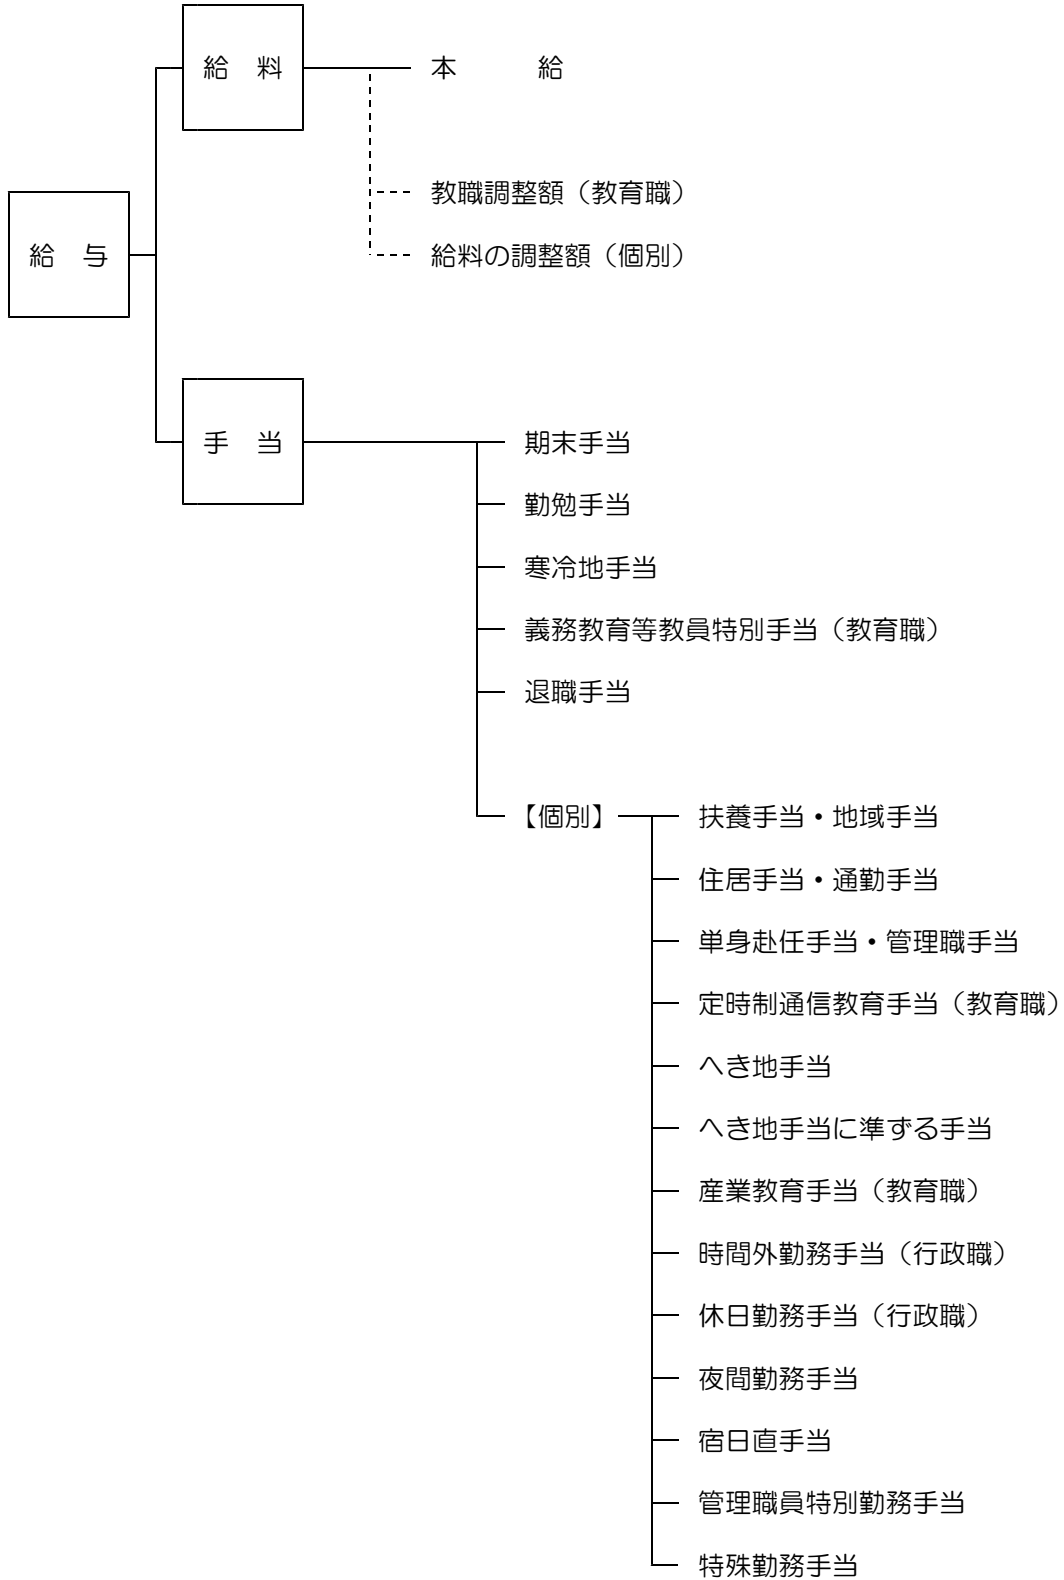 給　料
本　　　給
教職調整額（教育職）
給与
給料の調整額（個別）
手　当
期末手当
勤勉手当
寒冷地手当
義務教育等教員特別手当（教育職）
退職手当
【個別】
扶養手当・地域手当
住居手当・通勤手当
単身赴任手当・管理職手当
定時制通信教育手当（教育職）
へき地手当
へき地手当に準ずる手当
産業教育手当（教育職）
時間外勤務手当（行政職）
休日勤務手当（行政職）
夜間勤務手当
宿日直手当
管理職員特別勤務手当
特殊勤務手当